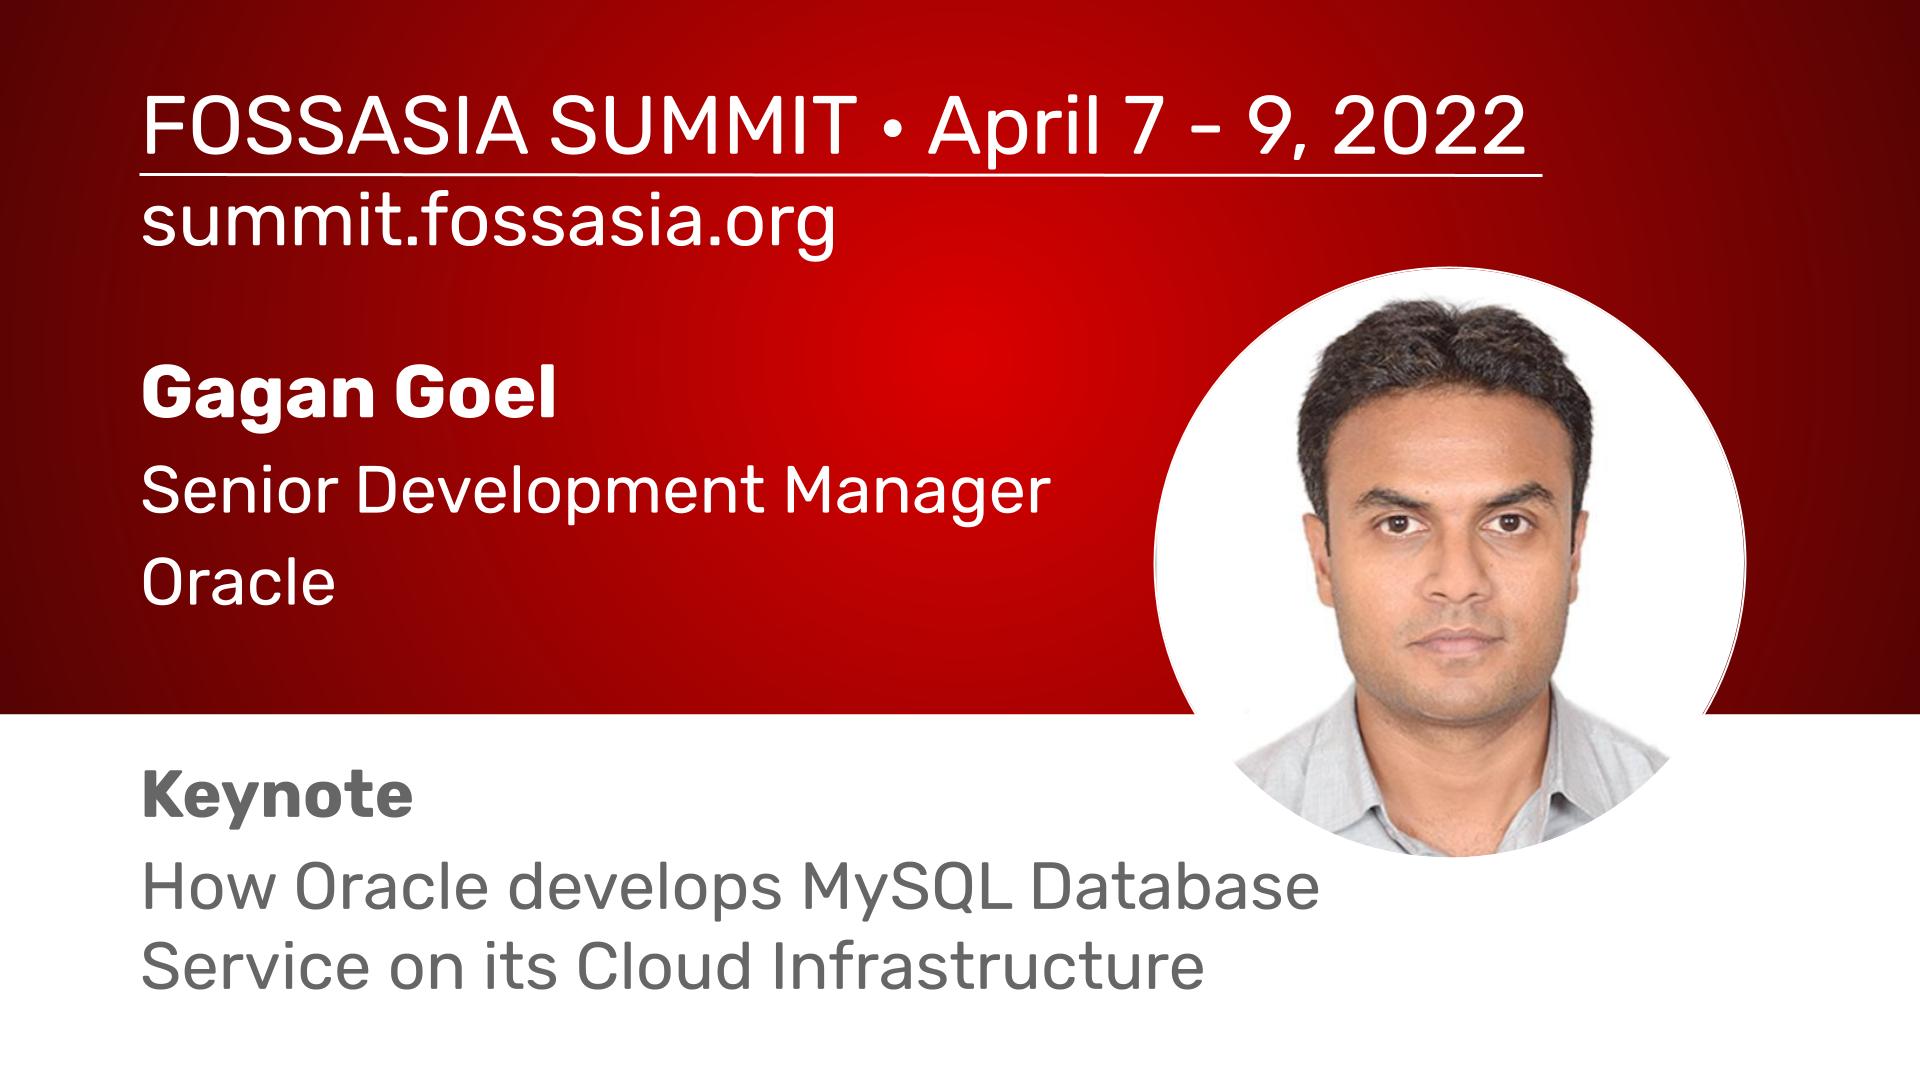 FOSSASIA SUMMIT • April 7 - 9, 2022
summit.fossasia.org
Gagan Goel
Senior Development Manager
Oracle
Keynote
How Oracle develops MySQL Database
Service on its Cloud Infrastructure